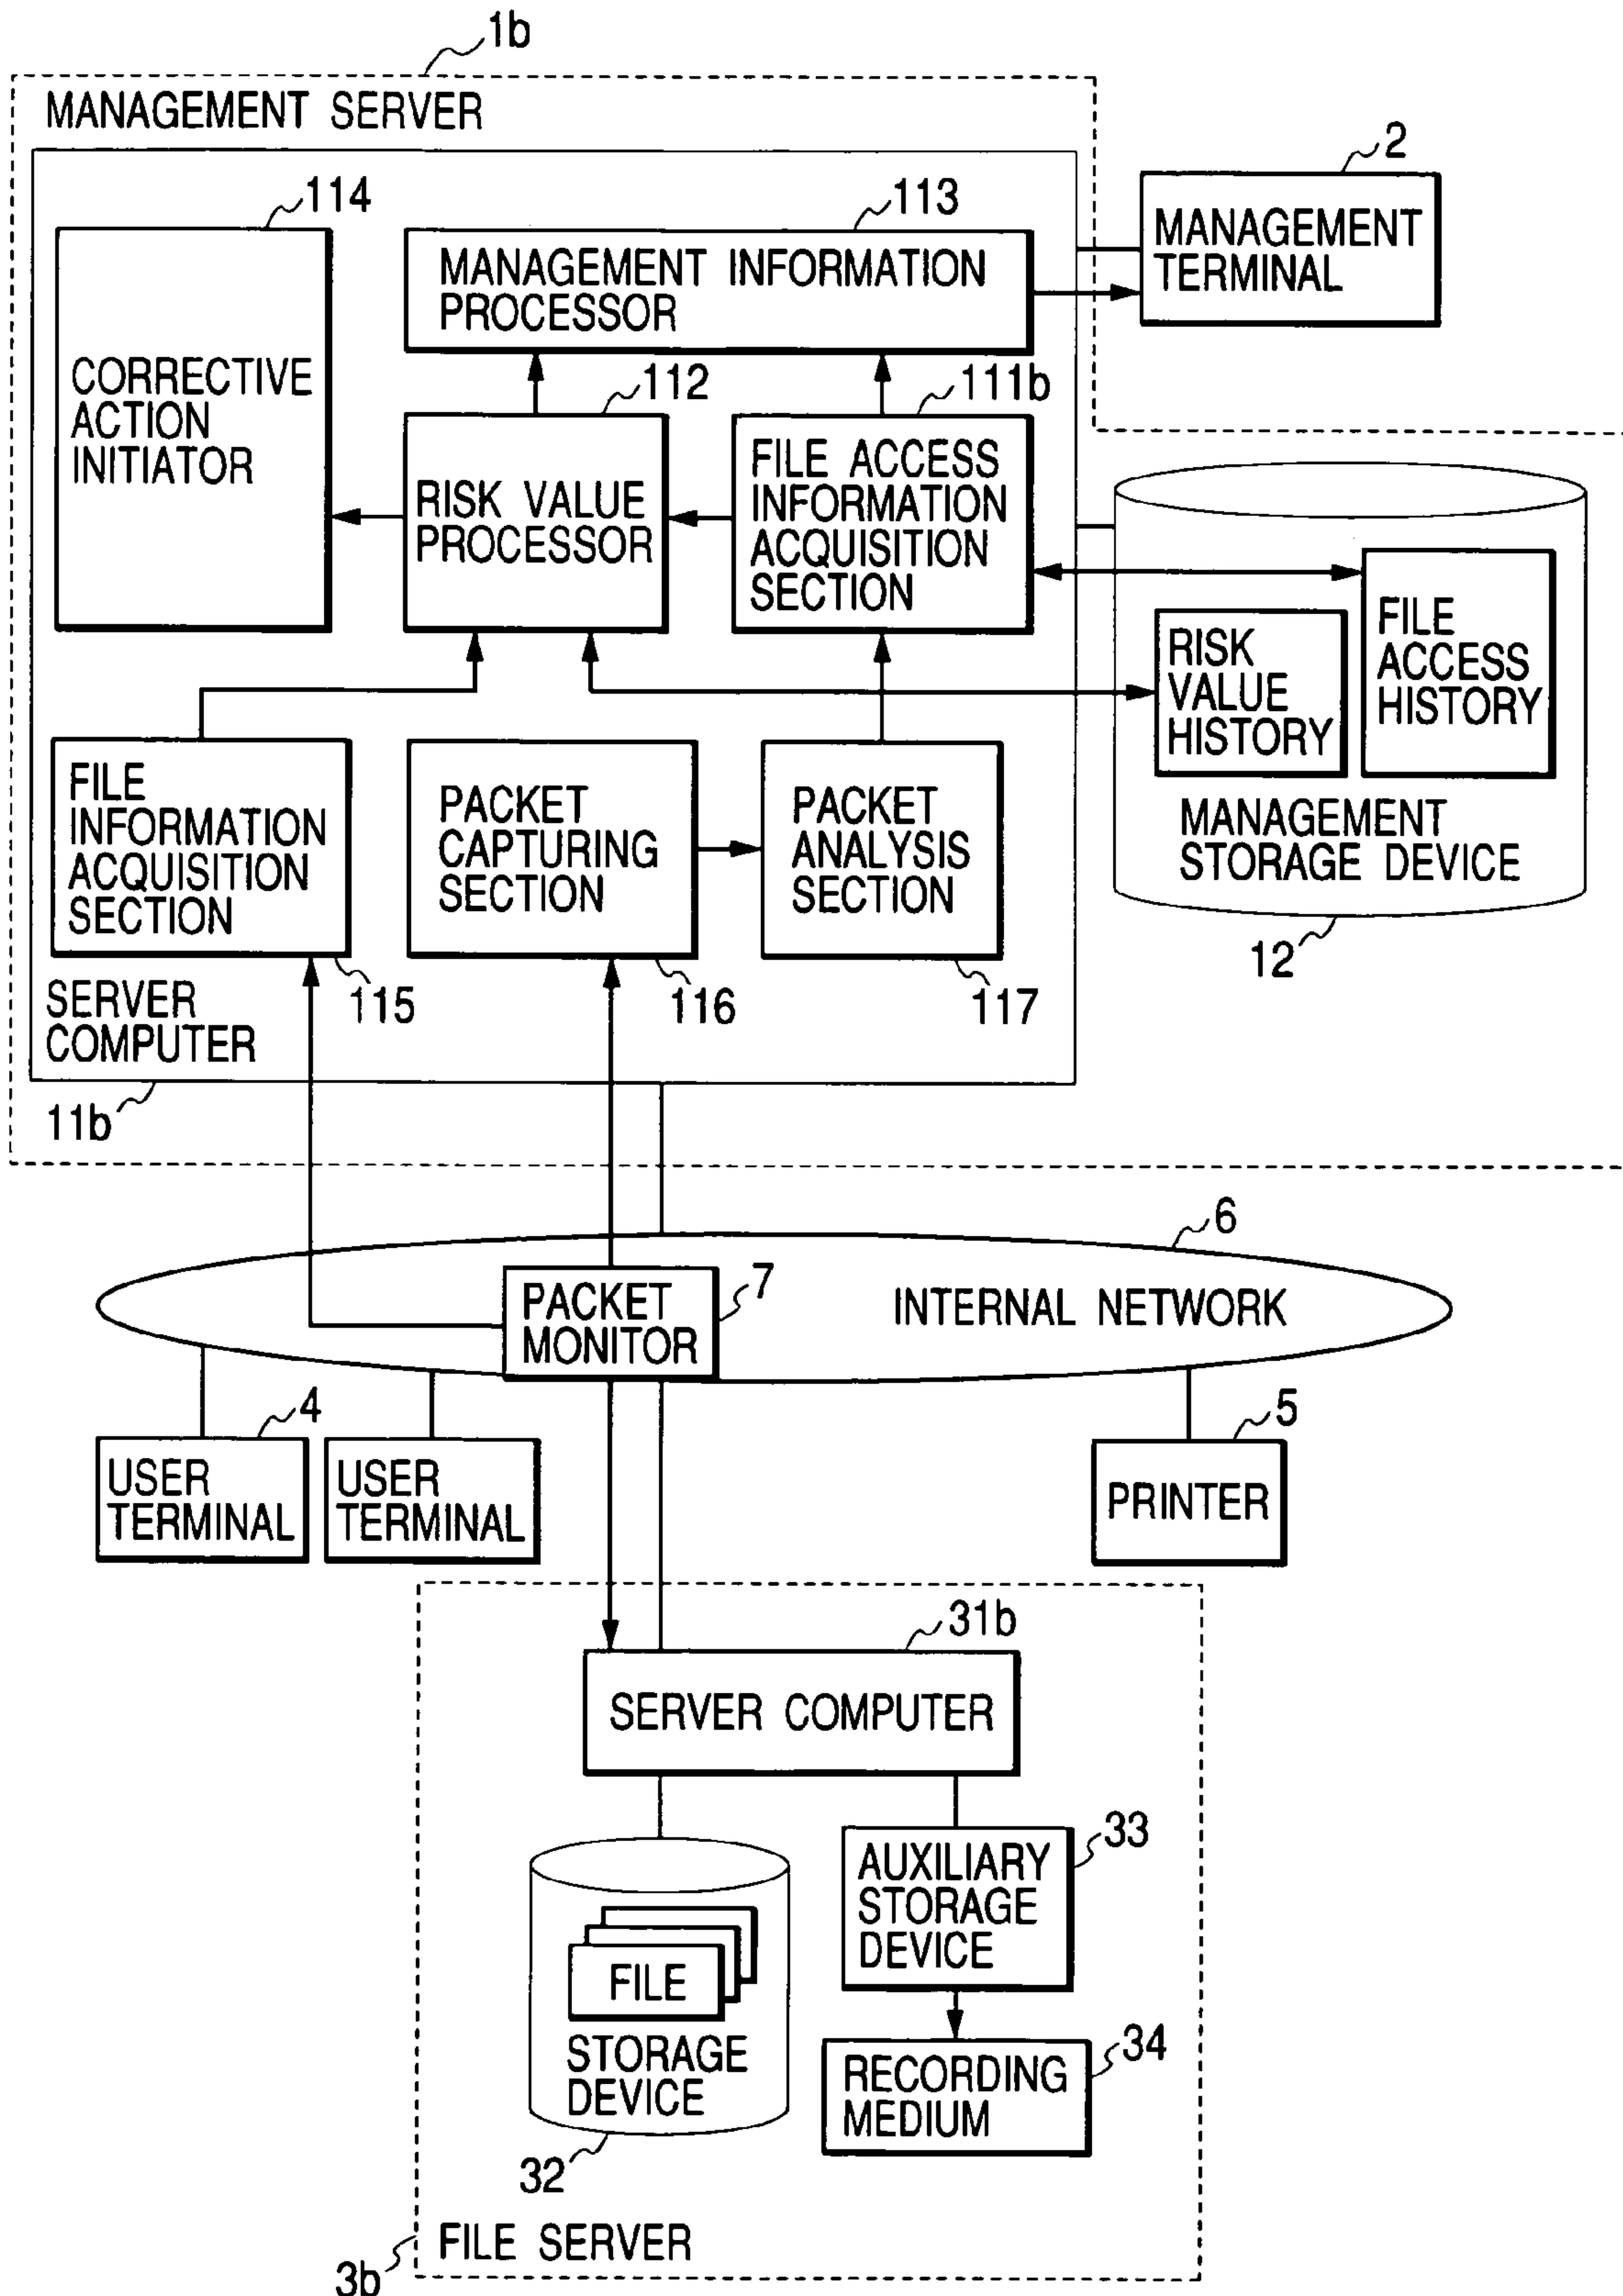 1b
MANAGEMENT SERVER
2
MANAGEMENT
TERMINAL
114
CORRECTIVE
ACTION
INITIATOR
113
MANAGEMENT INFORMATION
PROCESSOR
112
RISK VALUE
PROCESSOR
111b
FILE ACCESS
INFORMATION
ACQUISITION
SECTION
RISK
VALUE
HISTORY
FILE
ACCESS
HISTORY
MANAGEMENT
STORAGE DEVICE
12
FILE
INFORMATION
ACQUISITION
SECTION
115
PACKET
CAPTURING
SECTION
116
PACKET
ANALYSIS
SECTION
117
SERVER
COMPUTER
11b
6
PACKET
MONITOR
7
INTERNAL NETWORK
4
USER
TERMINAL
USER
TERMINAL
5
PRINTER
31b
SERVER COMPUTER
33
AUXILIARY
STORAGE
DEVICE
FILE
STORAGE
DEVICE
32
34
RECORDING
MEDIUM
FILE SERVER
3b